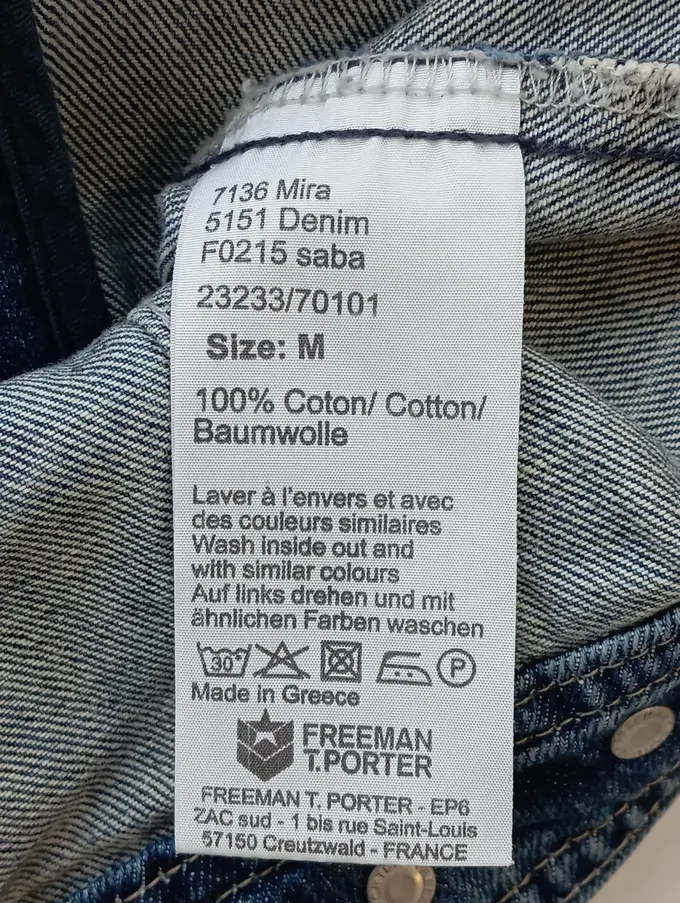 7136 Mira
5151 Denim
F0215 saba
23233/70101
Size: M
100% Coton/ Cotton/
Baumwolle
Laver à l'envers et avec
des couleurs similaires
Wash inside out and
with similar colours
Auf links drehen und mit
ähnlichen Farben waschen
30°
P
Made in Greece
FREEMAN
T.PORTER
FREEMAN T. PORTER - EP6
ZAC sud - 1 bis rue Saint-Louis
57150 Creutzwald - FRANCE